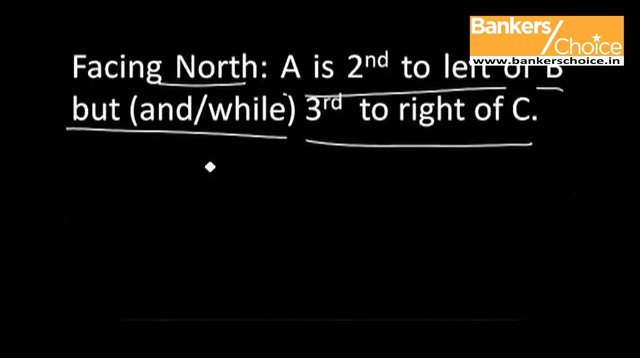 Bankers
Choice
www.bankerschoice.in
Facing North: A is 2nd to left of B
but (and/while) 3rd to right of C.